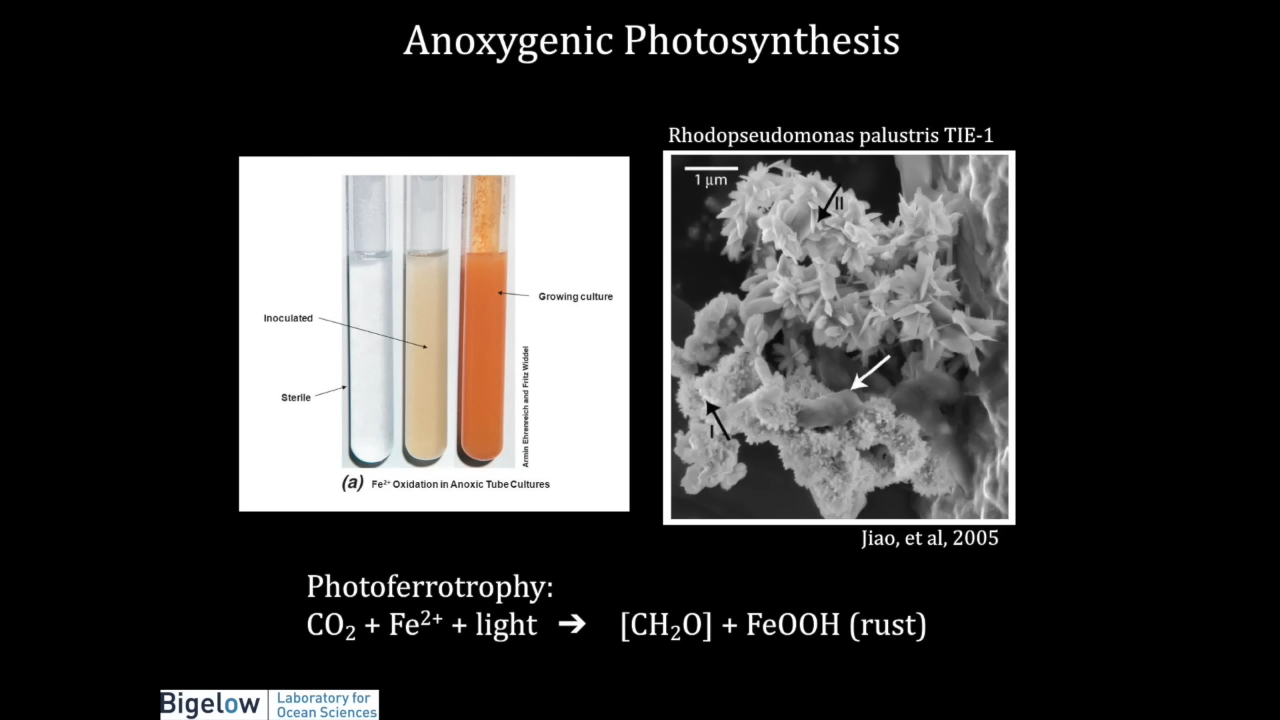 Anoxygenic Photosynthesis
Rhodopseudomonas palustris TIE-1
1 μm
II
I
Growing culture
Inoculated
Sterile
Armin Ehrenreich and Fritz Widdel
(a) Fe²⁺ Oxidation in Anoxic Tube Cultures
Jiao, et al, 2005
Photoferrotrophy:
CO₂ + Fe²⁺ + light ➔ [CH₂O] + FeOOH (rust)
Bigelow
Laboratory for
Ocean Sciences